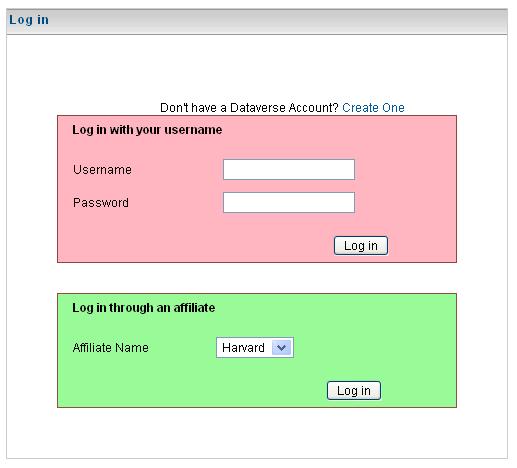 Log in
Don't have a Dataverse Account? Create One
Log in with your username
Username
Password
Log in
Log in through an affiliate
Affiliate Name Harvard
Log in